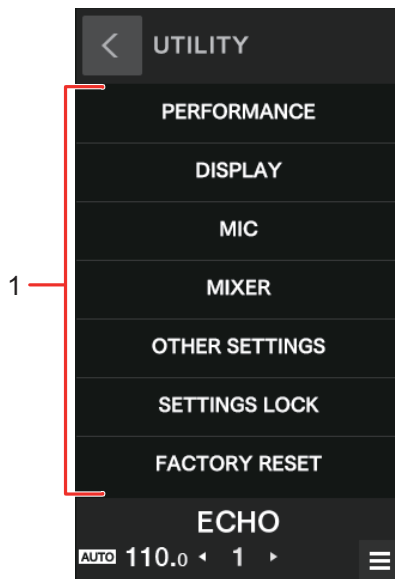 UTILITY
PERFORMANCE
DISPLAY
MIC
1
MIXER
OTHER SETTINGS
SETTINGS LOCK
FACTORY RESET
ECHO
AUTO 110.0 1